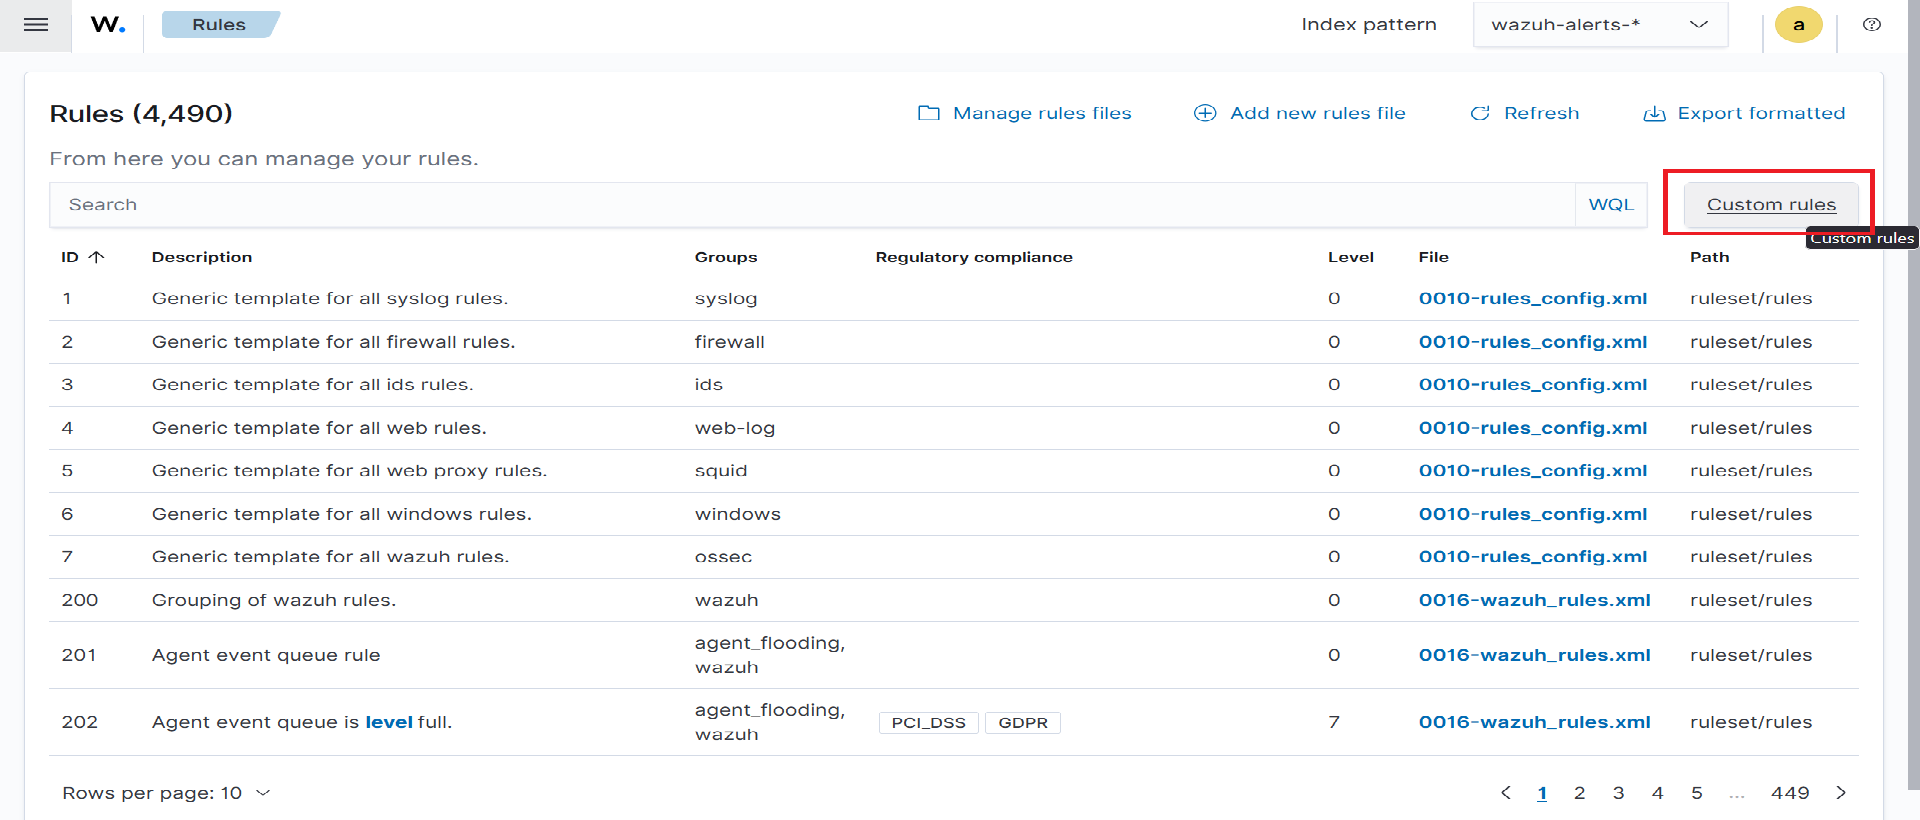 w. Rules Index pattern wazuh-alerts-* a ?
Rules (4,490) Manage rules files Add new rules file Refresh Export formatted
From here you can manage your rules.
Search WQL Custom rules
Custom rules
ID Description Groups Regulatory compliance Level File Path
1 Generic template for all syslog rules. syslog 0 0010-rules_config.xml ruleset/rules
2 Generic template for all firewall rules. firewall 0 0010-rules_config.xml ruleset/rules
3 Generic template for all ids rules. ids 0 0010-rules_config.xml ruleset/rules
4 Generic template for all web rules. web-log 0 0010-rules_config.xml ruleset/rules
5 Generic template for all web proxy rules. squid 0 0010-rules_config.xml ruleset/rules
6 Generic template for all windows rules. windows 0 0010-rules_config.xml ruleset/rules
7 Generic template for all wazuh rules. ossec 0 0010-rules_config.xml ruleset/rules
200 Grouping of wazuh rules. wazuh 0 0016-wazuh_rules.xml ruleset/rules
201 Agent event queue rule agent_flooding, wazuh 0 0016-wazuh_rules.xml ruleset/rules
202 Agent event queue is level full. agent_flooding, wazuh PCI_DSS GDPR 7 0016-wazuh_rules.xml ruleset/rules
Rows per page: 10 < 1 2 3 4 5 ... 449 >